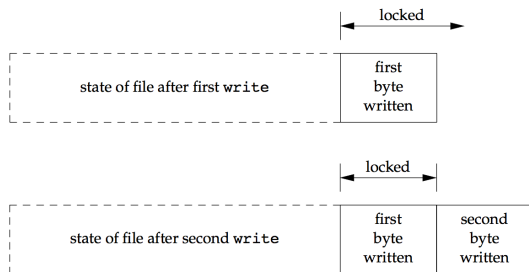 locked
state of file after first write
first
byte
written
locked
state of file after second write
first
byte
written
second
byte
written